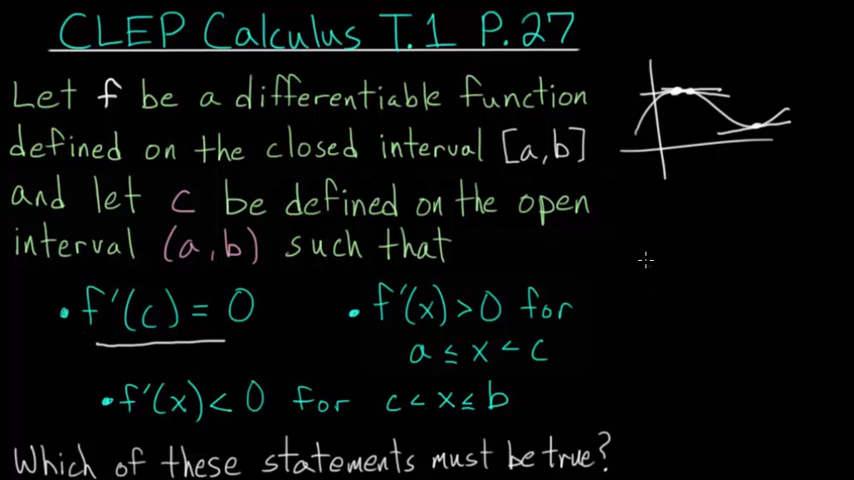 CLEP Calculus T.1 P.27
Let f be a differentiable function
defined on the closed interval [a,b]
and let c be defined on the open
interval (a,b) such that
• f'(c) = 0 • f'(x) > 0 for
a ≤ x < c
• f'(x) < 0 for c < x ≤ b
Which of these statements must be true?